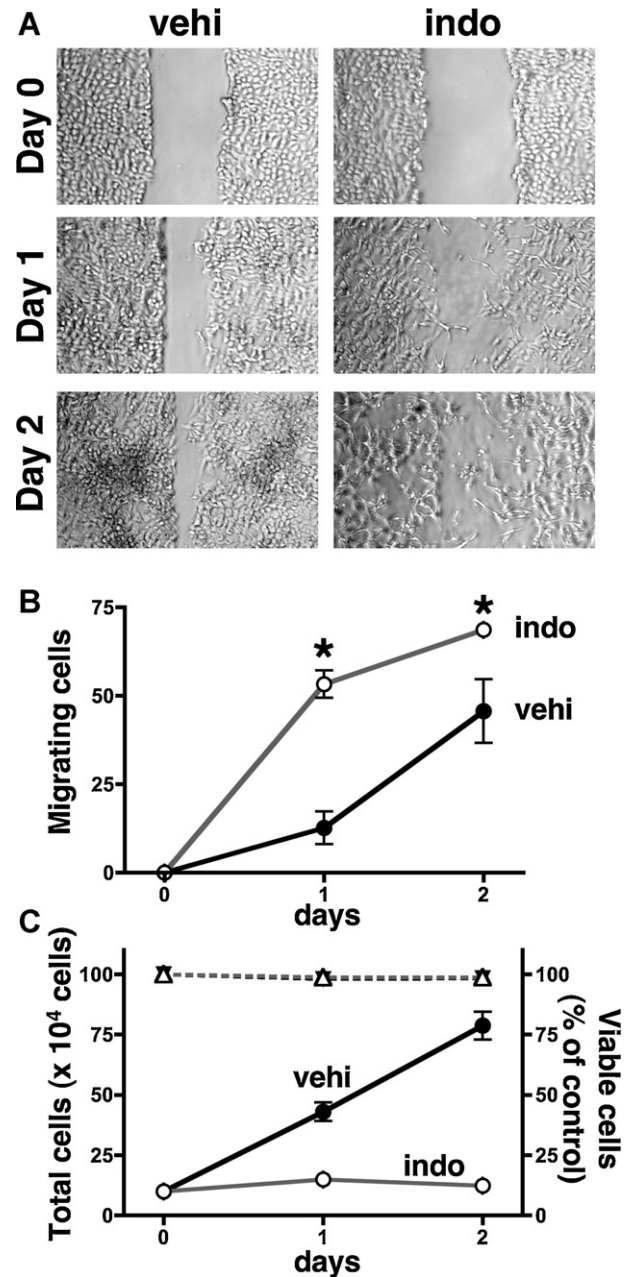 A
vehi
indo
Day 0
Day 1
Day 2
B
Migrating cells
75
50
25
0
*
*
indo
vehi
0
1
2
days
C
Total cells (x 10⁴ cells)
100
75
50
25
0
vehi
indo
100
75
50
25
0
Viable cells
(% of control)
0
1
2
days